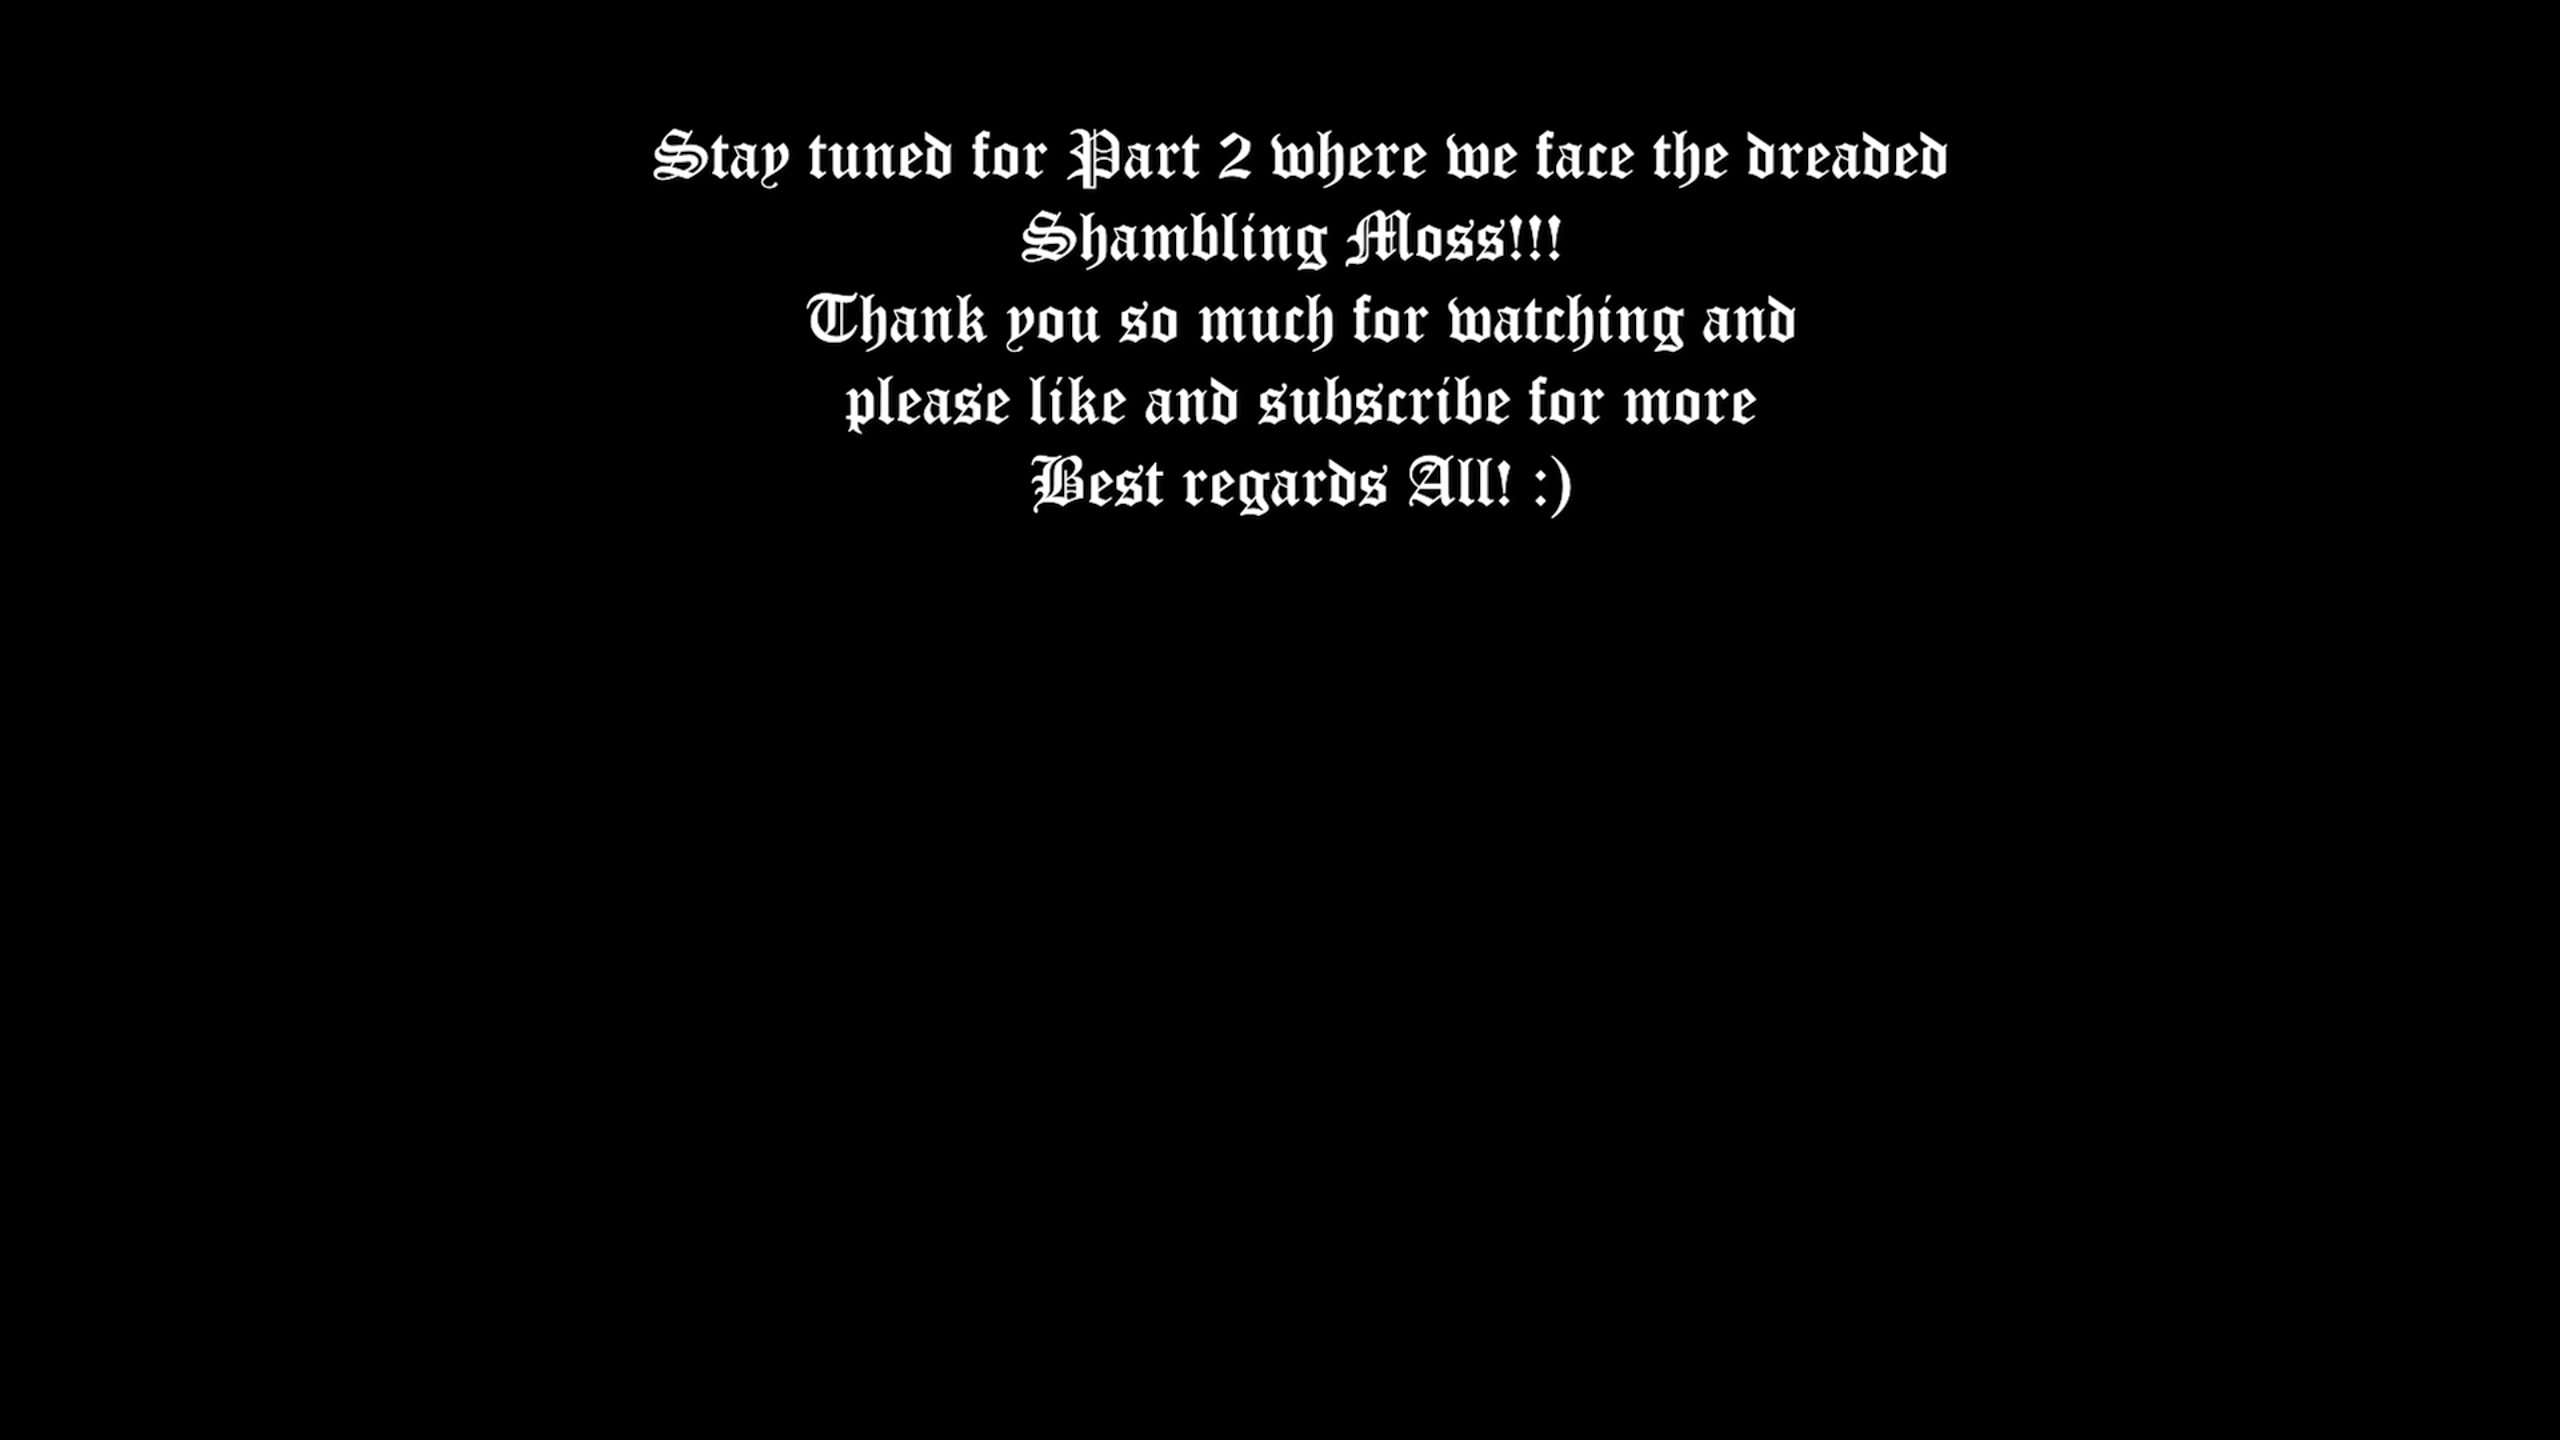 Stay tuned for Part 2 where we face the dreaded
Shambling Moss!!!
Thank you so much for watching and
please like and subscribe for more
Best regards All! :)